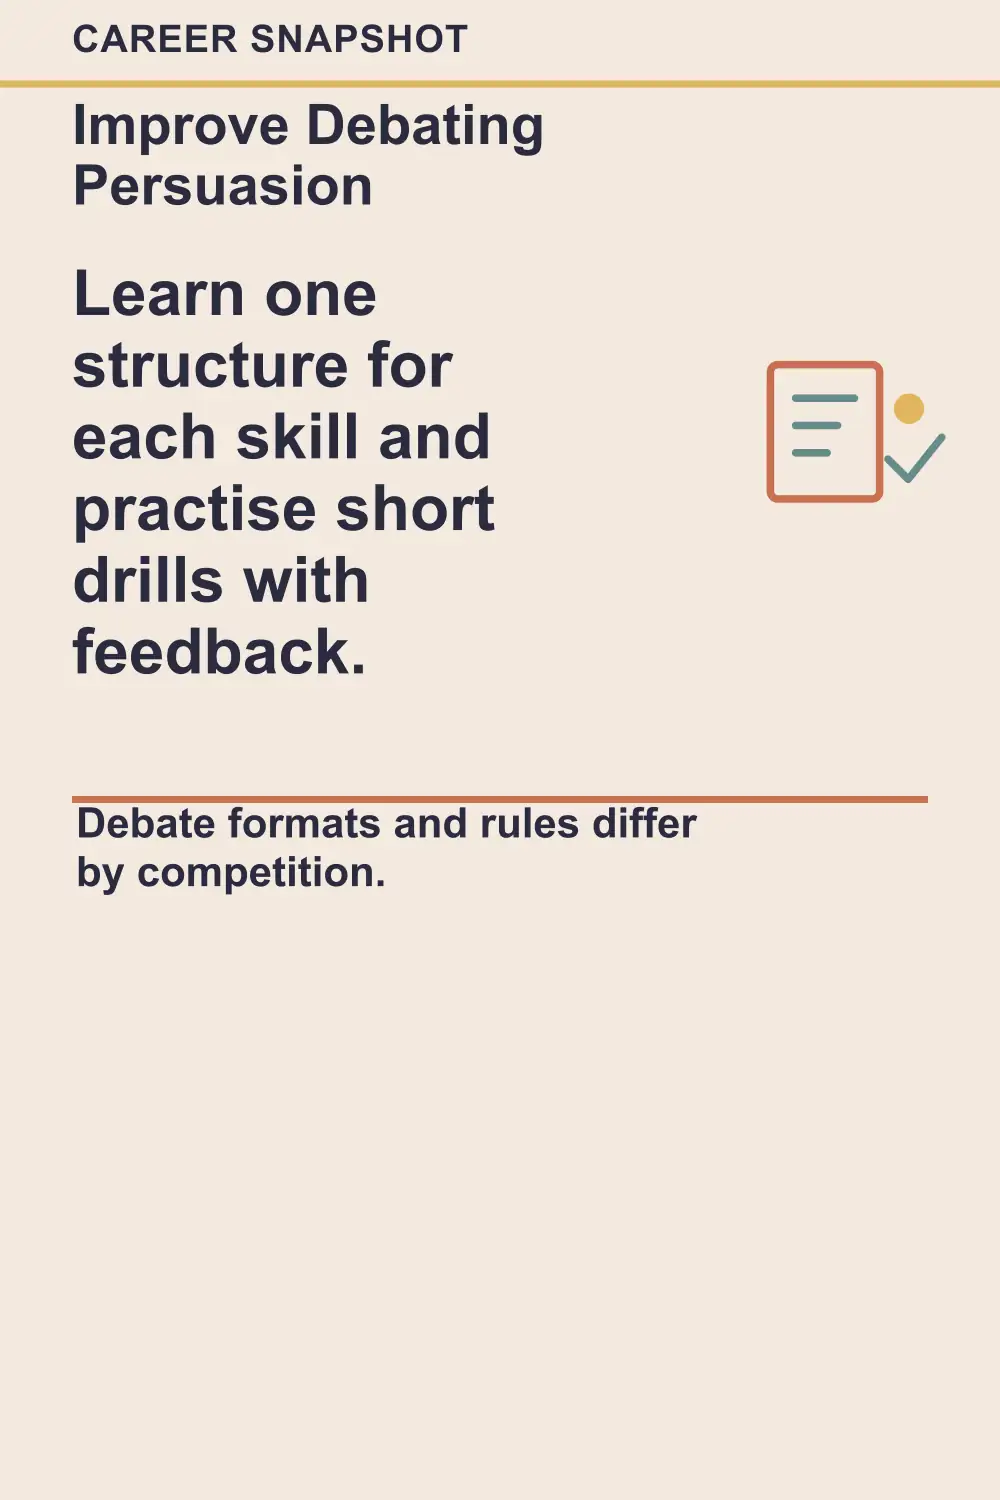 CAREER SNAPSHOT
Improve Debating
Persuasion
Learn one
structure for
each skill and
practise short
drills with
feedback.
Debate formats and rules differ
by competition.